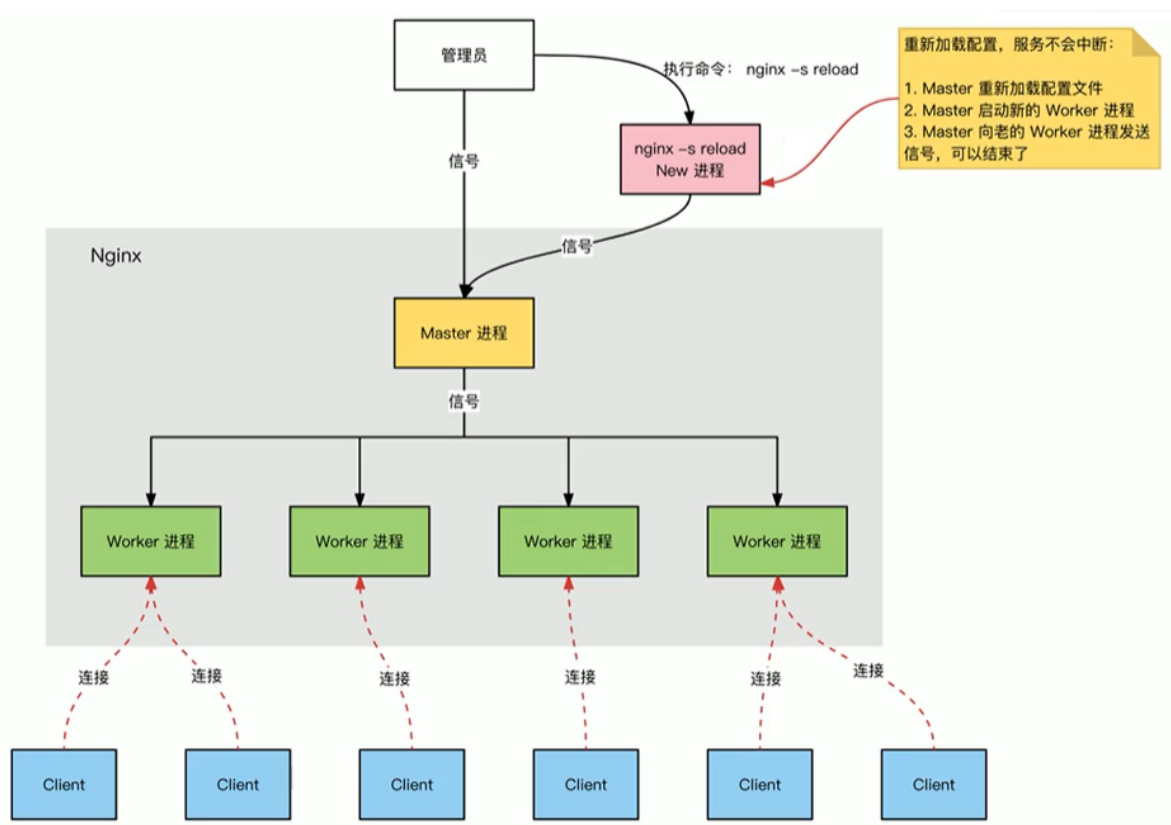 管理员
执行命令： nginx -s reload
重新加载配置，服务不会中断：
1. Master 重新加载配置文件
2. Master 启动新的 Worker 进程
3. Master 向老的 Worker 进程发送
信号，可以结束了
nginx -s reload
New 进程
信号
信号
Nginx
Master 进程
信号
Worker 进程
Worker 进程
Worker 进程
Worker 进程
连接
连接
连接
连接
连接
连接
Client
Client
Client
Client
Client
Client